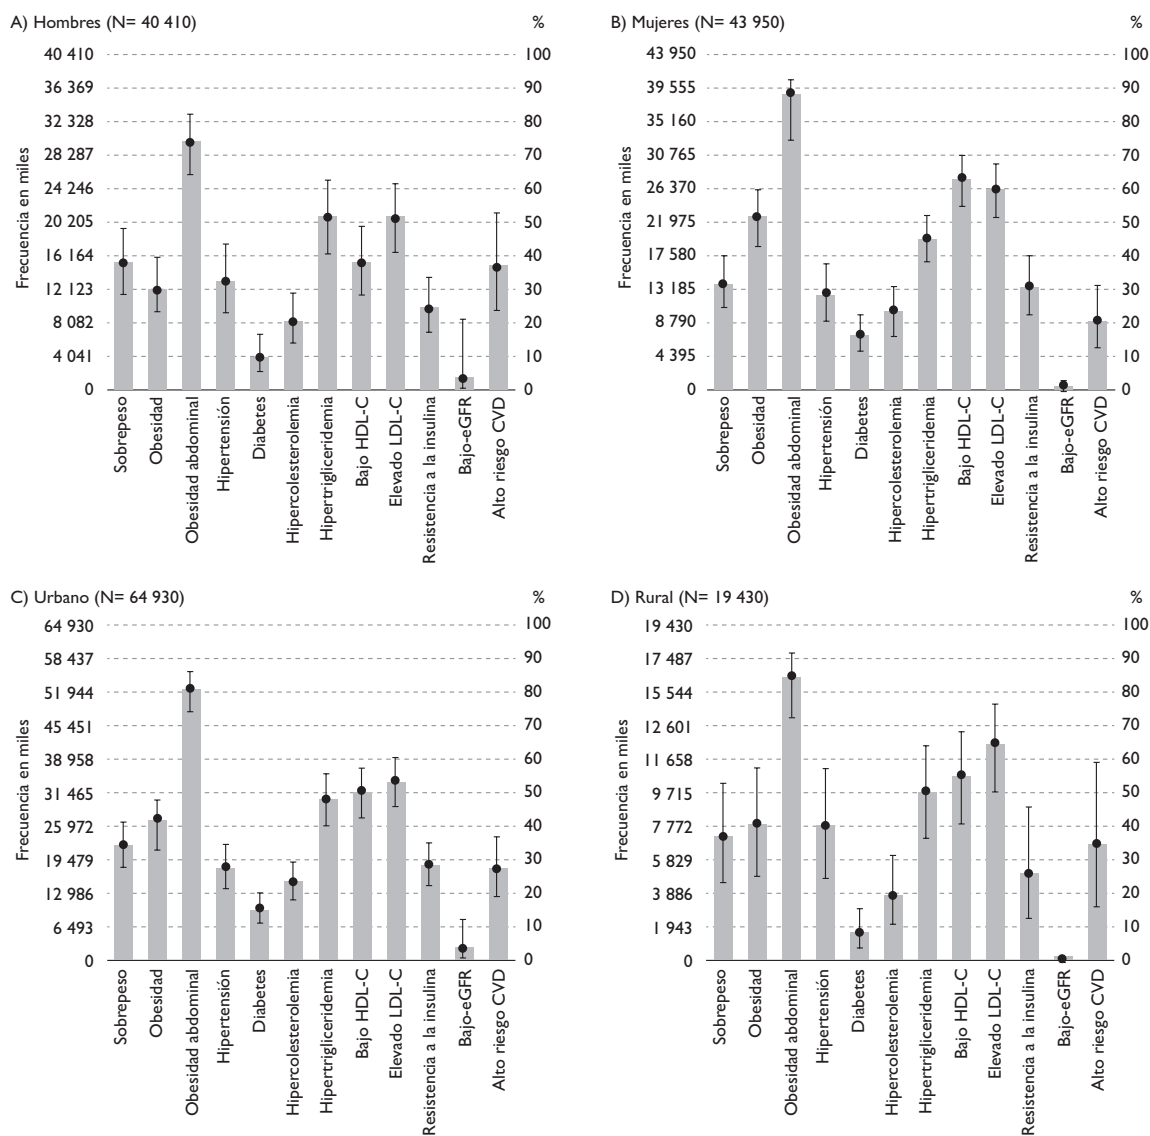 A) Hombres (N= 40 410) %
40 410 100
36 369 90
32 328 80
28 287 70
24 246 60
20 205 50
16 164 40
12 123 30
8 082 20
4 041 10
0 0
Frecuencia en miles
Sobrepeso
Obesidad
Obesidad abdominal
Hipertensión
Diabetes
Hipercolesterolemia
Hipertrigliceridemia
Bajo HDL-C
Elevado LDL-C
Resistencia a la insulina
Bajo-eGFR
Alto riesgo CVD
B) Mujeres (N= 43 950) %
43 950 100
39 555 90
35 160 80
30 765 70
26 370 60
21 975 50
17 580 40
13 185 30
8 790 20
4 395 10
0 0
Frecuencia en miles
Sobrepeso
Obesidad
Obesidad abdominal
Hipertensión
Diabetes
Hipercolesterolemia
Hipertrigliceridemia
Bajo HDL-C
Elevado LDL-C
Resistencia a la insulina
Bajo-eGFR
Alto riesgo CVD
C) Urbano (N= 64 930) %
64 930 100
58 437 90
51 944 80
45 451 70
38 958 60
31 465 50
25 972 40
19 479 30
12 986 20
6 493 10
0 0
Frecuencia en miles
Sobrepeso
Obesidad
Obesidad abdominal
Hipertensión
Diabetes
Hipercolesterolemia
Hipertrigliceridemia
Bajo HDL-C
Elevado LDL-C
Resistencia a la insulina
Bajo-eGFR
Alto riesgo CVD
D) Rural (N= 19 430) %
19 430 100
17 487 90
15 544 80
12 601 70
11 658 60
9 715 50
7 772 40
5 829 30
3 886 20
1 943 10
0 0
Frecuencia en miles
Sobrepeso
Obesidad
Obesidad abdominal
Hipertensión
Diabetes
Hipercolesterolemia
Hipertrigliceridemia
Bajo HDL-C
Elevado LDL-C
Resistencia a la insulina
Bajo-eGFR
Alto riesgo CVD